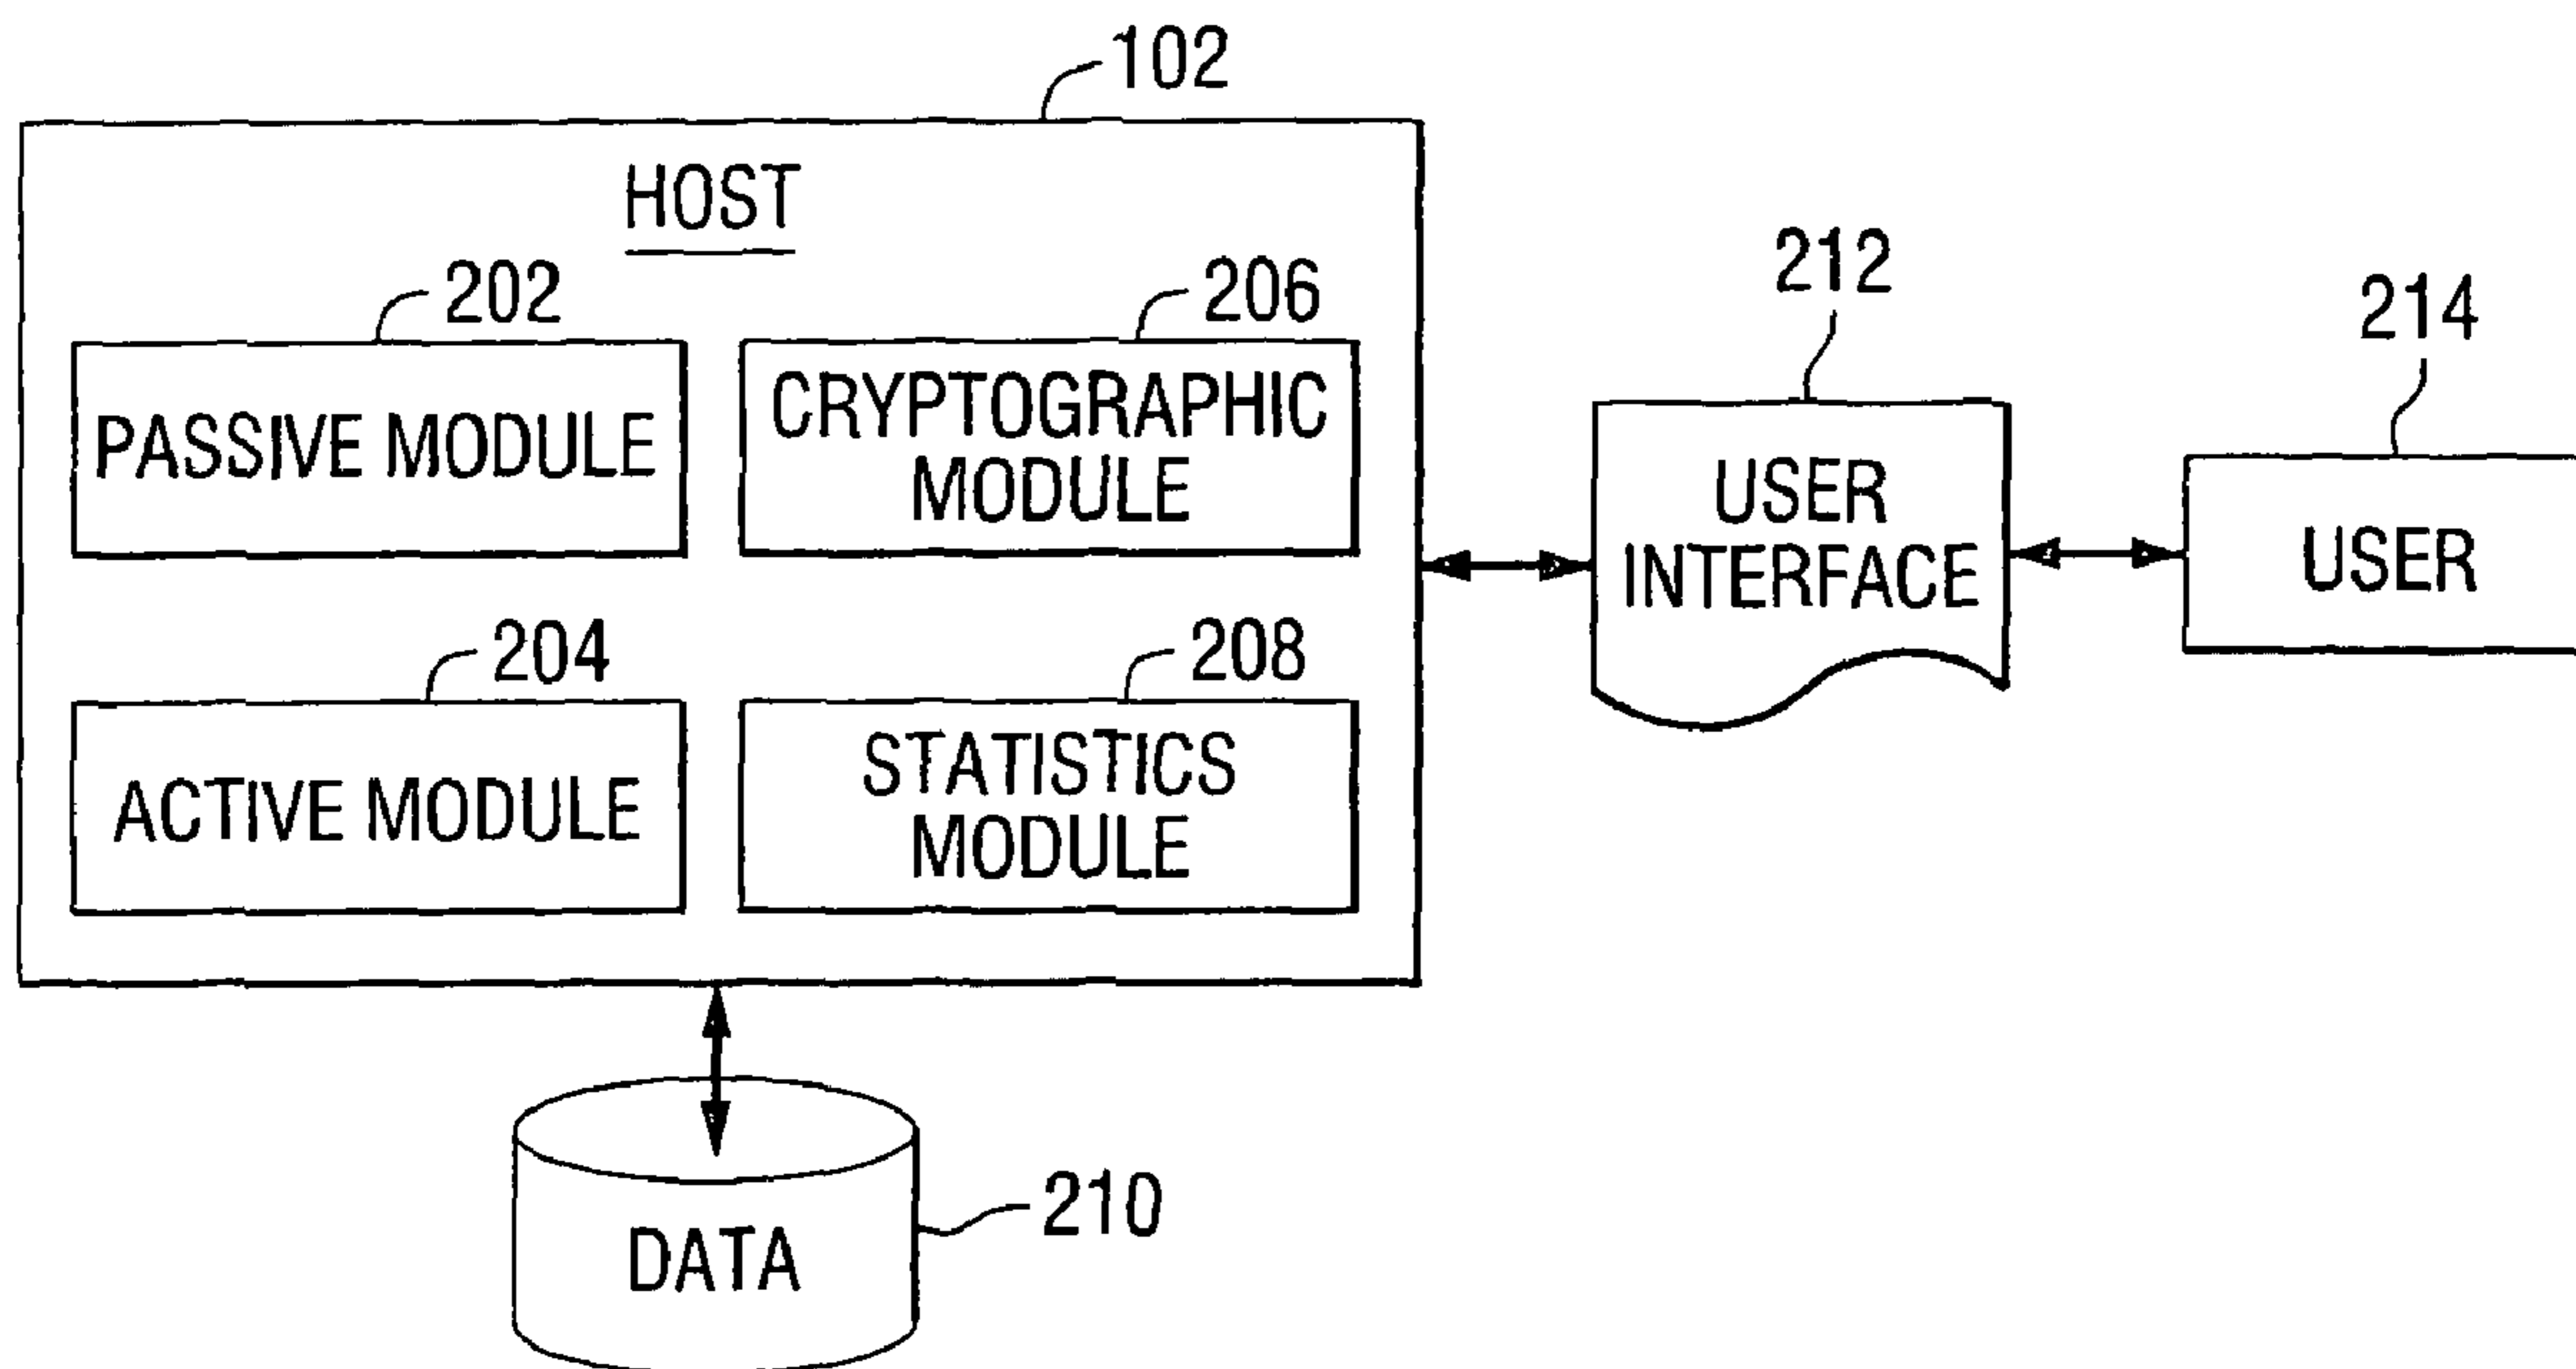 102
HOST
202
206
PASSIVE MODULE
CRYPTOGRAPHIC
MODULE
204
208
ACTIVE MODULE
STATISTICS
MODULE
212
USER
INTERFACE
214
USER
210
DATA